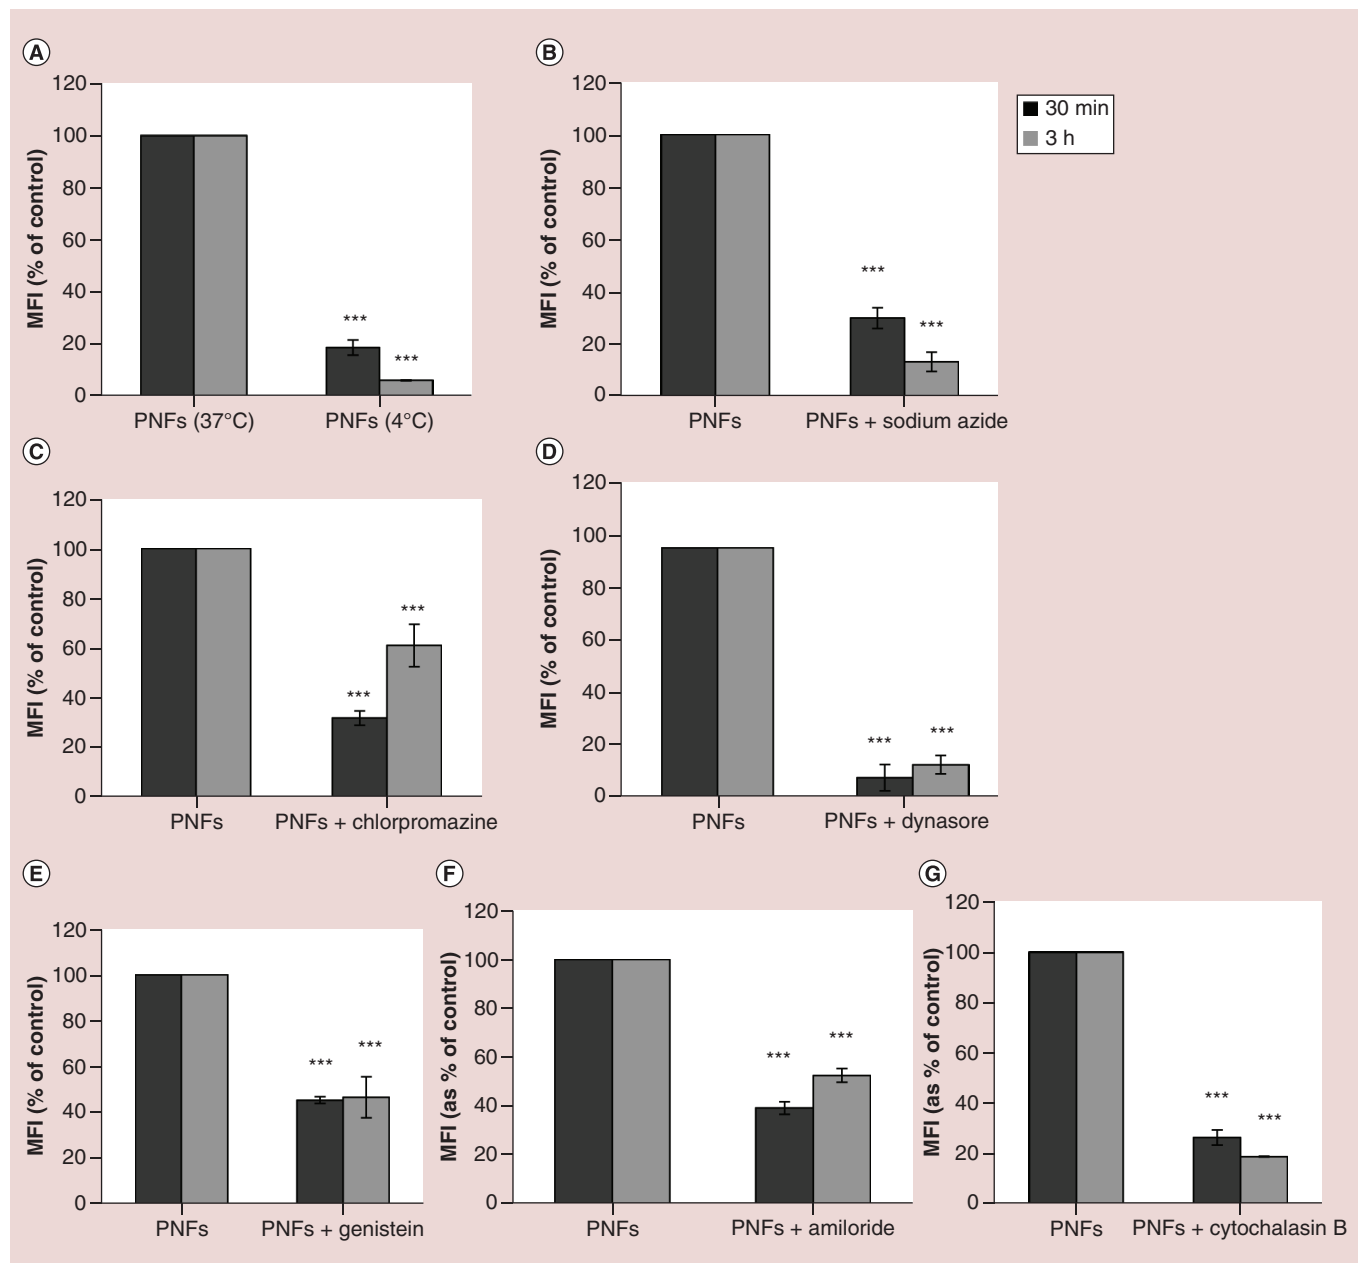 A
120
100
80
60
40
20
0
MFI (% of control)
***
***
PNFs (37°C)
PNFs (4°C)
B
120
100
80
60
40
20
0
MFI (% of control)
***
***
PNFs
PNFs + sodium azide
30 min
3 h
C
120
100
80
60
40
20
0
MFI (% of control)
***
***
PNFs
PNFs + chlorpromazine
D
120
100
80
60
40
20
0
MFI (% of control)
***
***
PNFs
PNFs + dynasore
E
120
100
80
60
40
20
0
MFI (% of control)
***
***
PNFs
PNFs + genistein
F
120
100
80
60
40
20
0
MFI (as % of control)
***
***
PNFs
PNFs + amiloride
G
120
100
80
60
40
20
0
MFI (as % of control)
***
***
PNFs
PNFs + cytochalasin B